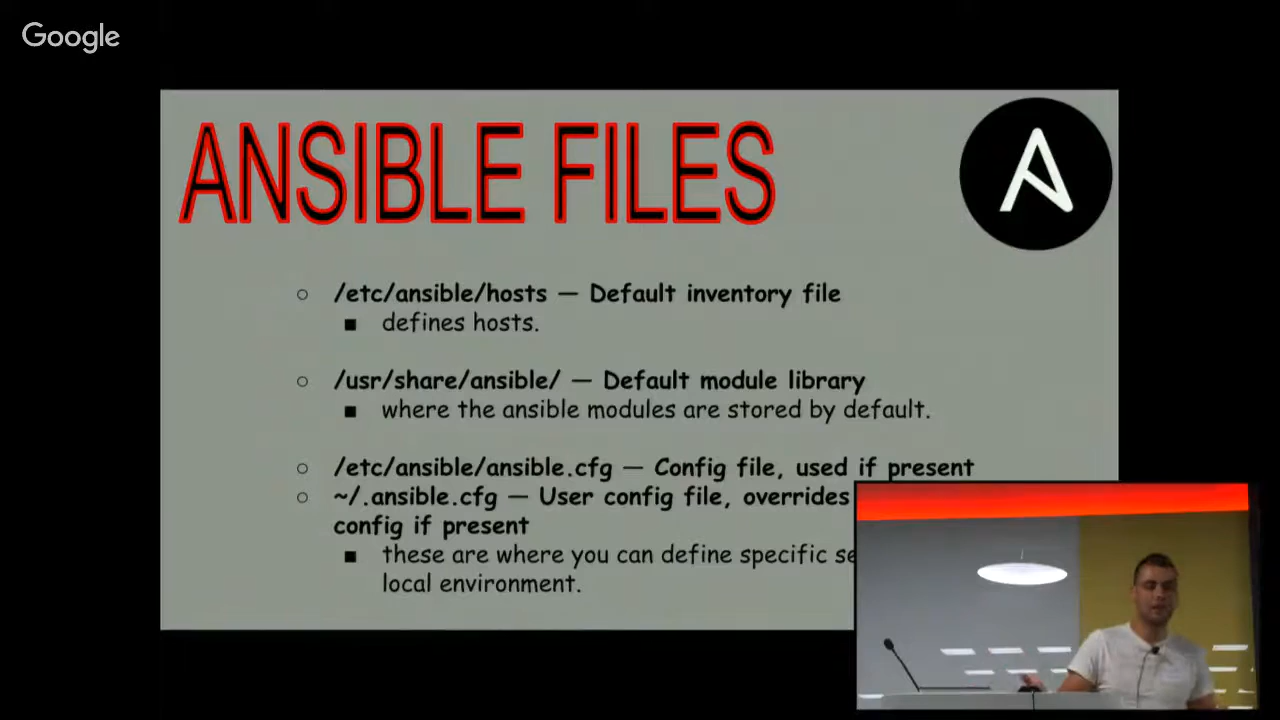 Google
ANSIBLE FILES
/etc/ansible/hosts — Default inventory file
defines hosts.
/usr/share/ansible/ — Default module library
where the ansible modules are stored by default.
/etc/ansible/ansible.cfg — Config file, used if present
~/.ansible.cfg — User config file, overrides
config if present
these are where you can define specific
local environment.